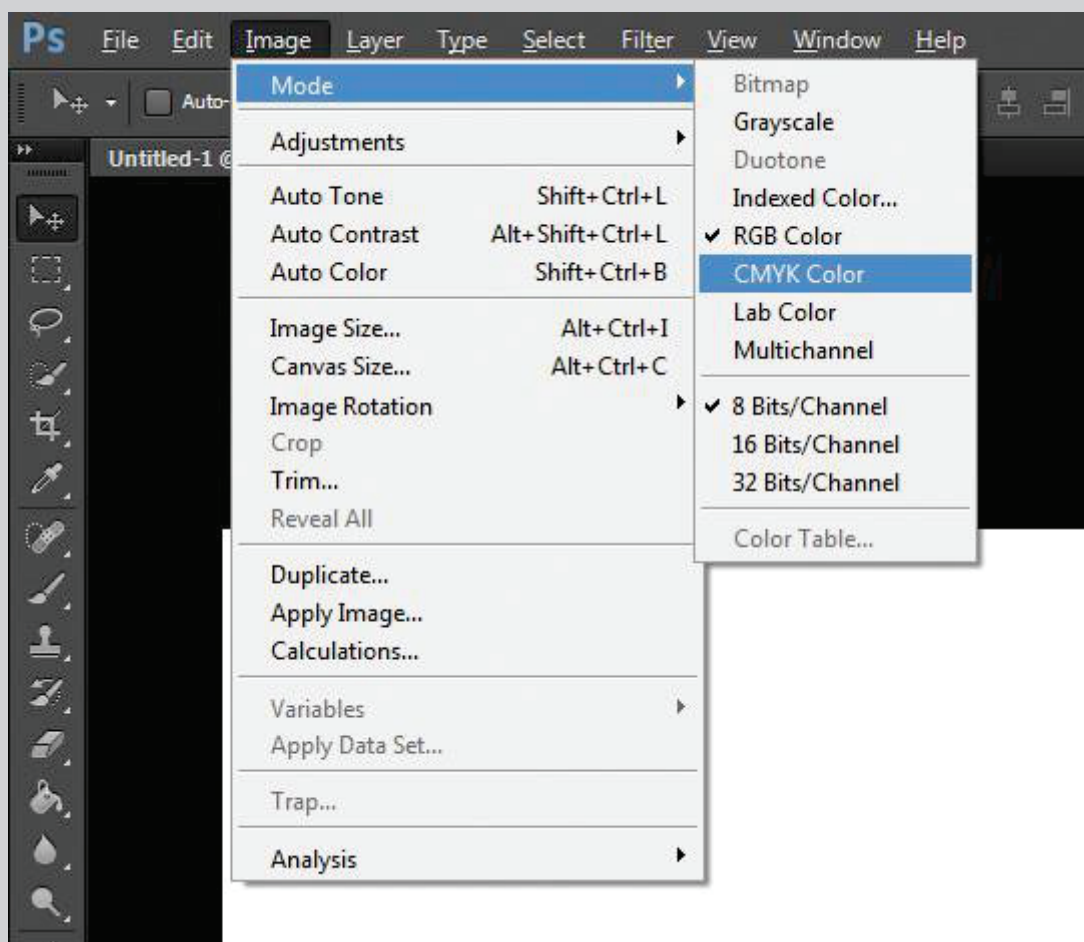 Ps File Edit Image Layer Type Select Filter View Window Help
Auto-
Untitled-1 @
Mode
Adjustments
Auto Tone Shift+Ctrl+L
Auto Contrast Alt+Shift+Ctrl+L
Auto Color Shift+Ctrl+B
Image Size... Alt+Ctrl+I
Canvas Size... Alt+Ctrl+C
Image Rotation
Crop
Trim...
Reveal All
Duplicate...
Apply Image...
Calculations...
Variables
Apply Data Set...
Trap...
Analysis
Bitmap
Grayscale
Duotone
Indexed Color...
RGB Color
CMYK Color
Lab Color
Multichannel
8 Bits/Channel
16 Bits/Channel
32 Bits/Channel
Color Table...